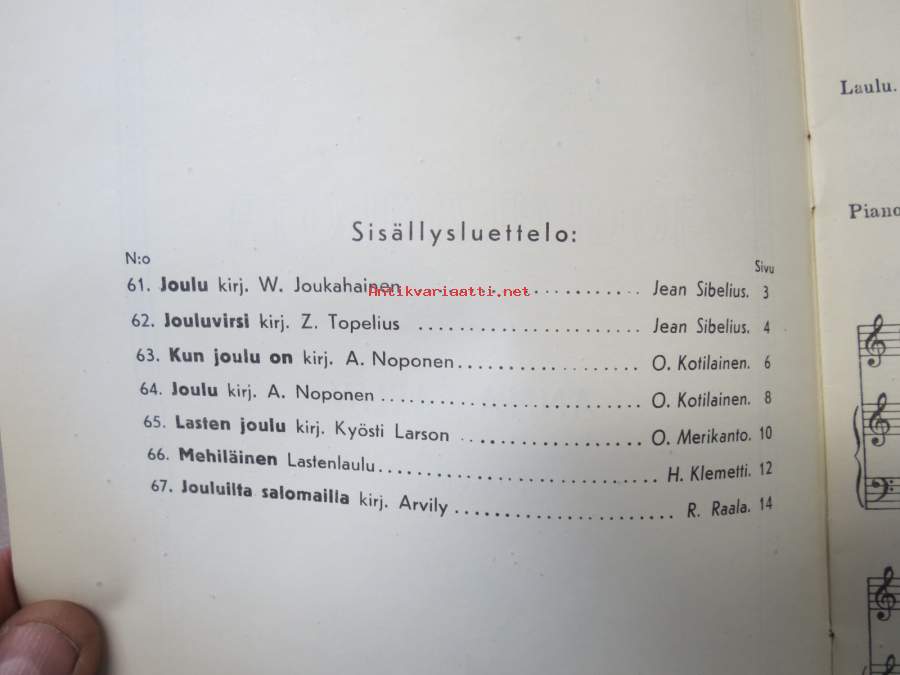 Sisällysluettelo:
N:o Sivu
61. Joulu kirj. W. Joukahainen .................. Jean Sibelius. 3
Antikvariaatti.net
62. Jouluvirsi kirj. Z. Topelius .......................... Jean Sibelius. 4
63. Kun joulu on kirj. A. Noponen..................... O. Kotilainen. 6
64. Joulu kirj. A. Noponen .............................. O. Kotilainen. 8
65. Lasten joulu kirj. Kyösti Larson ..................... O. Merikanto. 10
66. Mehiläinen Lastenlaulu................................ H. Klemetti. 12
67. Jouluilta salomailla kirj. Arvily ......................... R. Raala. 14
Laulu.
Piano